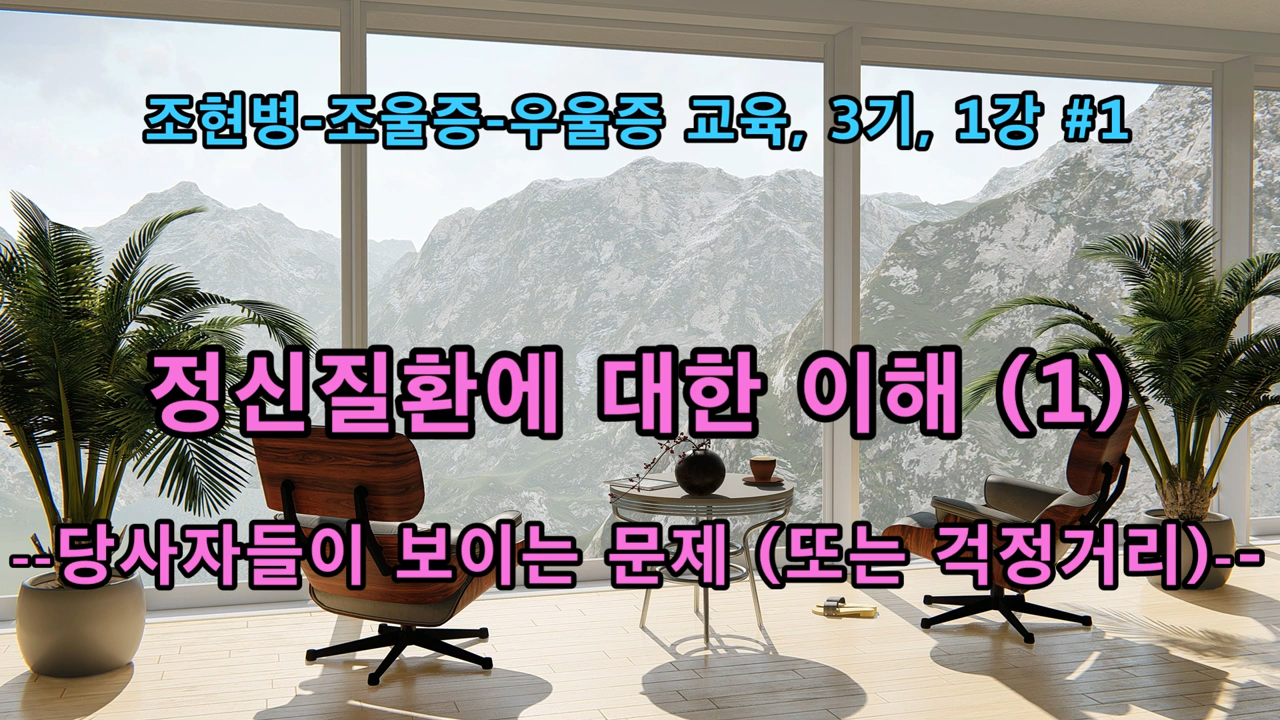 조현병-조울증-우울증 교육, 3기, 1강 #1
정신질환에 대한 이해 (1)
--당사자들이 보이는 문제 (또는 걱정거리)--